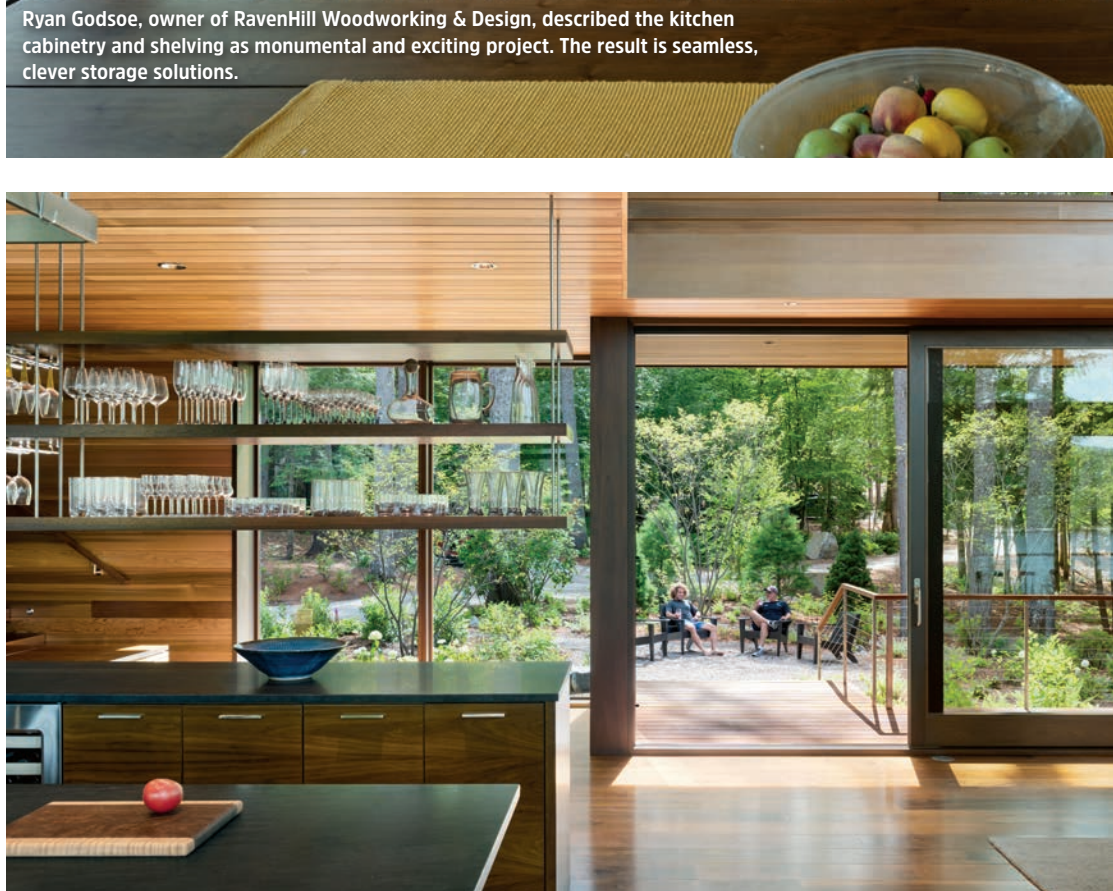 Ryan Godsoe, owner of RavenHill Woodworking & Design, described the kitchen
cabinetry and shelving as monumental and exciting project. The result is seamless,
clever storage solutions.